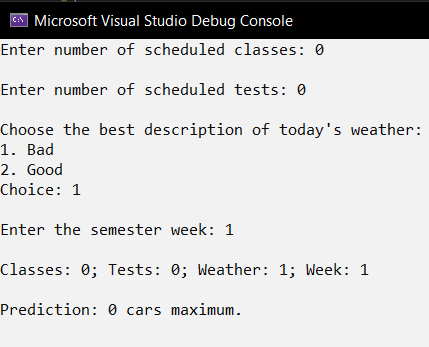 Microsoft Visual Studio Debug Console
Enter number of scheduled classes: 0
Enter number of scheduled tests: 0
Choose the best description of today's weather:
1. Bad
2. Good
Choice: 1
Enter the semester week: 1
Classes: 0; Tests: 0; Weather: 1; Week: 1
Prediction: 0 cars maximum.